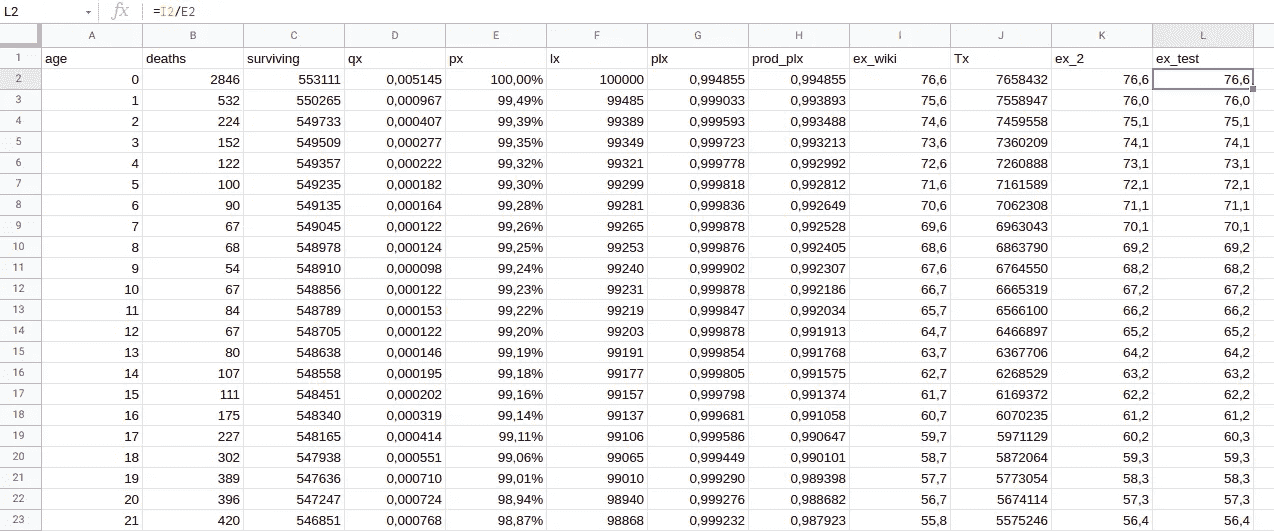 L2 fx =I2/E2
A B C D E F G H I J K L
1 age deaths surviving qx px lx plx prod_plx ex_wiki Tx ex_2 ex_test
2 0 2846 553111 0,005145 100,00% 100000 0,994855 0,994855 76,6 7658432 76,6 76,6
3 1 532 550265 0,000967 99,49% 99485 0,999033 0,993893 75,6 7558947 76,0 76,0
4 2 224 549733 0,000407 99,39% 99389 0,999593 0,993488 74,6 7459558 75,1 75,1
5 3 152 549509 0,000277 99,35% 99349 0,999723 0,993213 73,6 7360209 74,1 74,1
6 4 122 549357 0,000222 99,32% 99321 0,999778 0,992992 72,6 7260888 73,1 73,1
7 5 100 549235 0,000182 99,30% 99299 0,999818 0,992812 71,6 7161589 72,1 72,1
8 6 90 549135 0,000164 99,28% 99281 0,999836 0,992649 70,6 7062308 71,1 71,1
9 7 67 549045 0,000122 99,26% 99265 0,999878 0,992528 69,6 6963043 70,1 70,1
10 8 68 548978 0,000124 99,25% 99253 0,999876 0,992405 68,6 6863790 69,2 69,2
11 9 54 548910 0,000098 99,24% 99240 0,999902 0,992307 67,6 6764550 68,2 68,2
12 10 67 548856 0,000122 99,23% 99231 0,999878 0,992186 66,7 6665319 67,2 67,2
13 11 84 548789 0,000153 99,22% 99219 0,999847 0,992034 65,7 6566100 66,2 66,2
14 12 67 548705 0,000122 99,20% 99203 0,999878 0,991913 64,7 6466897 65,2 65,2
15 13 80 548638 0,000146 99,19% 99191 0,999854 0,991768 63,7 6367706 64,2 64,2
16 14 107 548558 0,000195 99,18% 99177 0,999805 0,991575 62,7 6268529 63,2 63,2
17 15 111 548451 0,000202 99,16% 99157 0,999798 0,991374 61,7 6169372 62,2 62,2
18 16 175 548340 0,000319 99,14% 99137 0,999681 0,991058 60,7 6070235 61,2 61,2
19 17 227 548165 0,000414 99,11% 99106 0,999586 0,990647 59,7 5971129 60,2 60,3
20 18 302 547938 0,000551 99,06% 99065 0,999449 0,990101 58,7 5872064 59,3 59,3
21 19 389 547636 0,000710 99,01% 99010 0,999290 0,989398 57,7 5773054 58,3 58,3
22 20 396 547247 0,000724 98,94% 98940 0,999276 0,988682 56,7 5674114 57,3 57,3
23 21 420 546851 0,000768 98,87% 98868 0,999232 0,987923 55,8 5575246 56,4 56,4